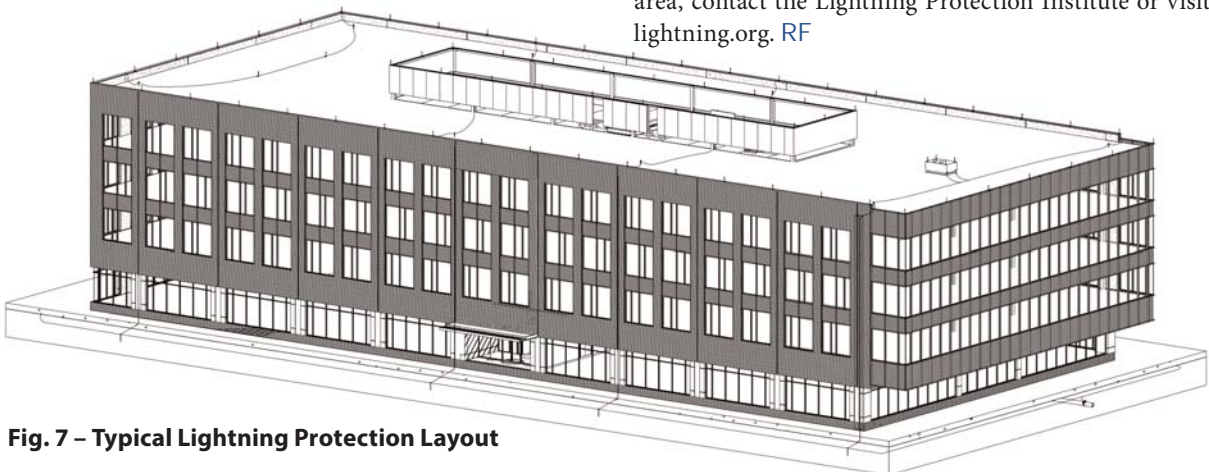 area, contact the Lightning Protection Institute or visit
lightning.org. RF
Fig. 7 – Typical Lightning Protection Layout